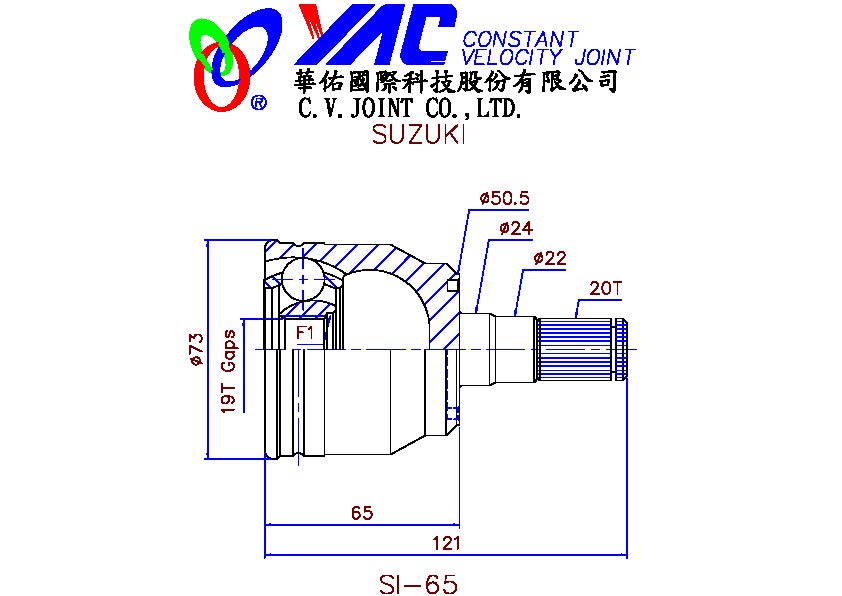 YAC CONSTANT
VELOCITY JOINT
華佑國際科技股份有限公司
®
C.V.JOINT CO.,LTD.
SUZUKI
ø50.5
ø24
ø22
20T
F1
ø73
19T Gaps
65
121
SI-65